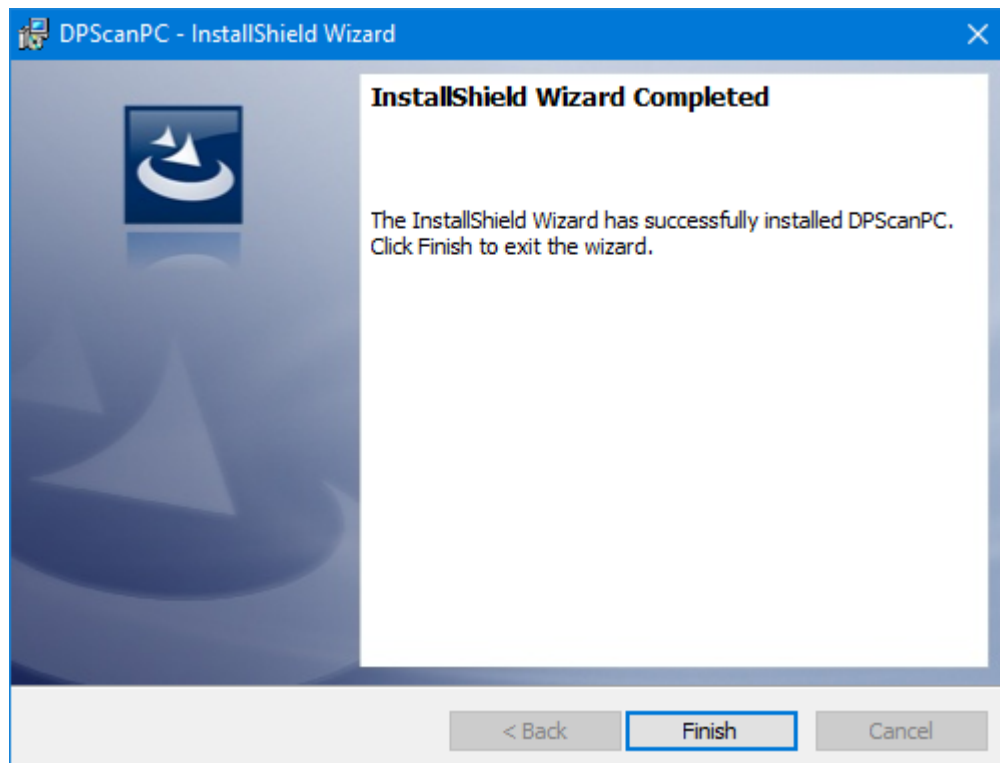 DPScanPC - InstallShield Wizard
InstallShield Wizard Completed
The InstallShield Wizard has successfully installed DPScanPC.
Click Finish to exit the wizard.
< Back
Finish
Cancel